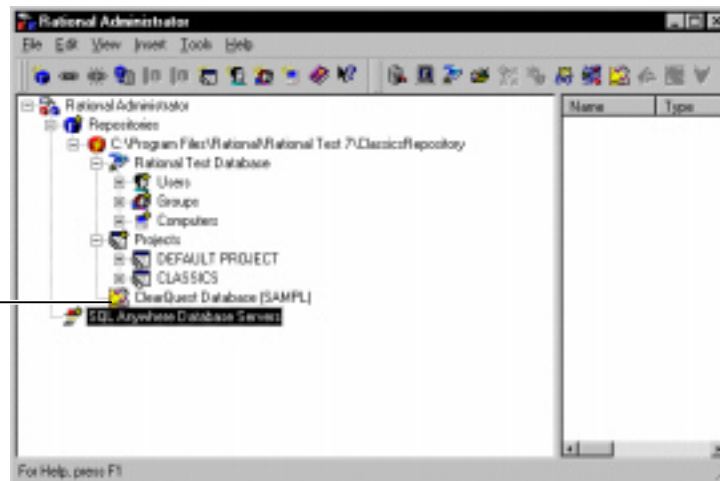 Rational Administrator
File Edit View Insert Tools Help
Rational Administrator
Repositories
C:\Program Files\Rational\Rational Test 7\ClassicsRepository
Rational Test Database
Users
Groups
Computers
Projects
DEFAULT PROJECT
CLASSICS
ClearQuest Database (SAMPL)
SQL Anywhere Database Servers
Name Type
For Help, press F1